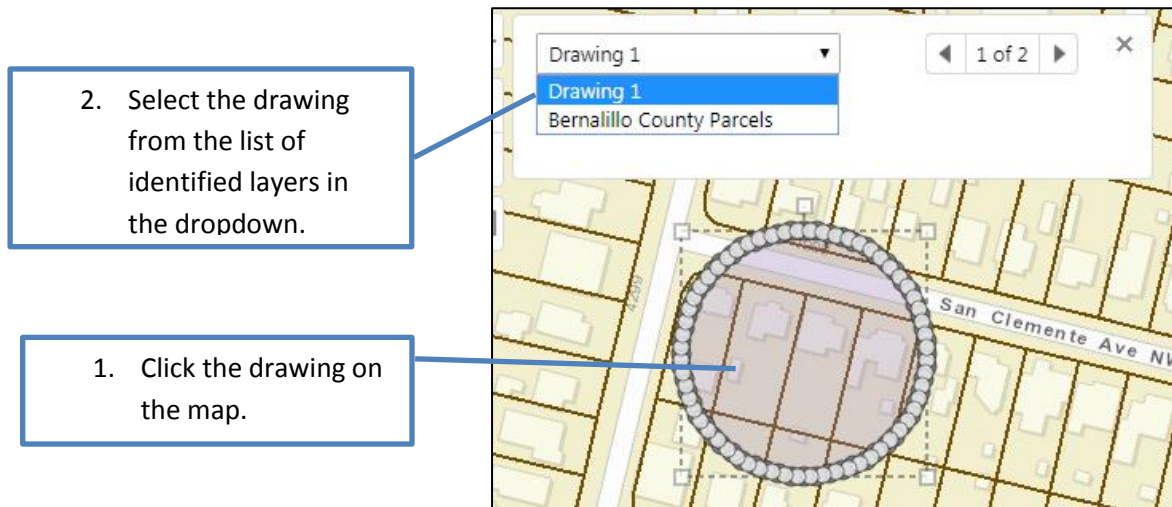 2. Select the drawing
from the list of
identified layers in
the dropdown.
1. Click the drawing on
the map.
Drawing 1
1 of 2
Drawing 1
Bernalillo County Parcels
4299
San Clemente Ave NW